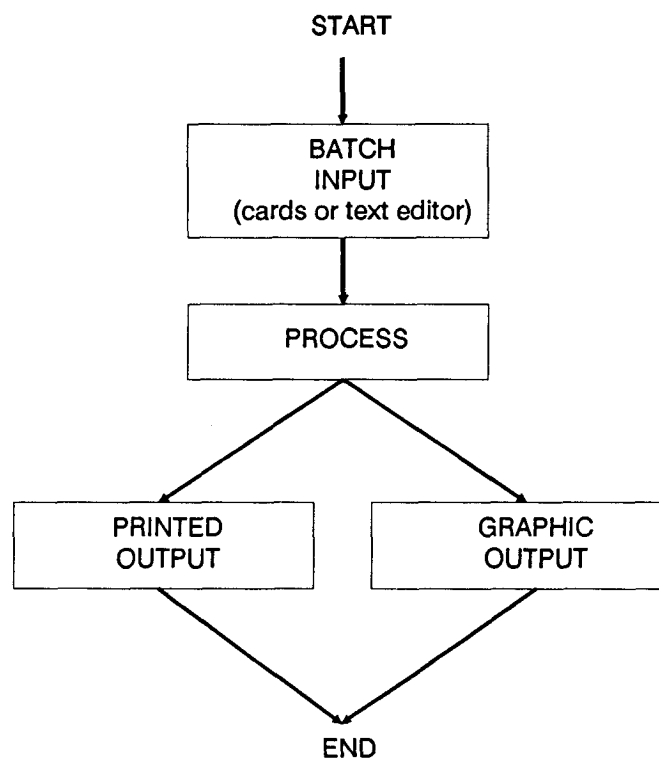 START
BATCH
INPUT
(cards or text editor)
PROCESS
PRINTED
OUTPUT
GRAPHIC
OUTPUT
END